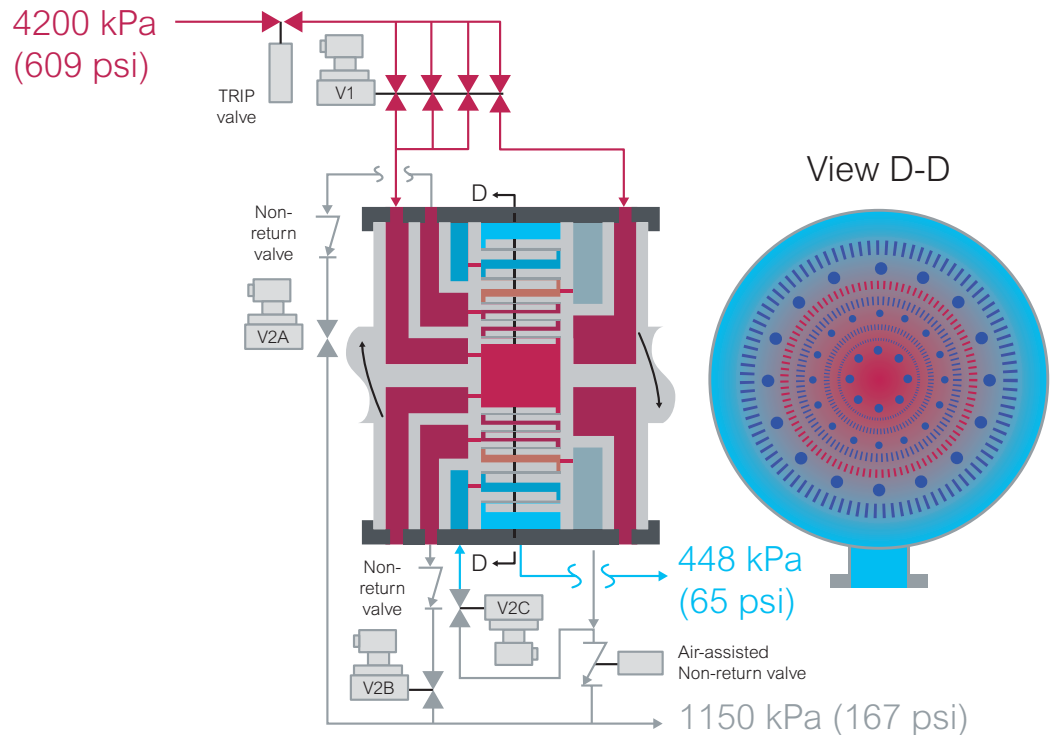 4200 kPa
(609 psi)
TRIP
valve
V1
View D-D
D
Non-
return
valve
V2A
D
Non-
return
valve
V2C
448 kPa
(65 psi)
V2B
Air-assisted
Non-return valve
1150 kPa (167 psi)